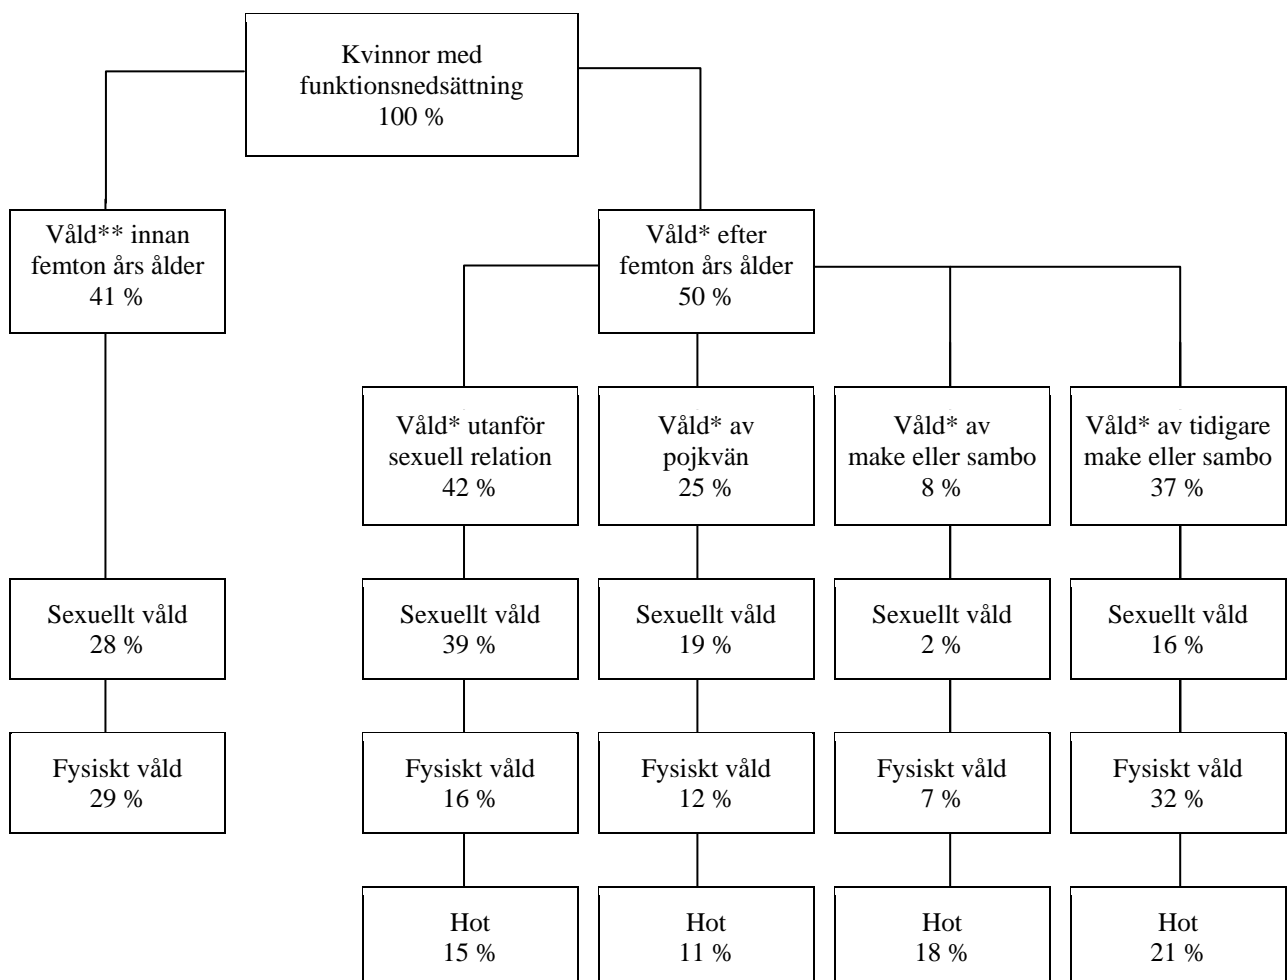 Kvinnor med
funktionsnedsättning
100 %
Våld** innan
femton års ålder
41 %
Våld* efter
femton års ålder
50 %
Våld* utanför
sexuell relation
42 %
Våld* av
pojkvän
25 %
Våld* av
make eller sambo
8 %
Våld* av tidigare
make eller sambo
37 %
Sexuellt våld
28 %
Sexuellt våld
39 %
Sexuellt våld
19 %
Sexuellt våld
2 %
Sexuellt våld
16 %
Fysiskt våld
29 %
Fysiskt våld
16 %
Fysiskt våld
12 %
Fysiskt våld
7 %
Fysiskt våld
32 %
Hot
15 %
Hot
11 %
Hot
18 %
Hot
21 %